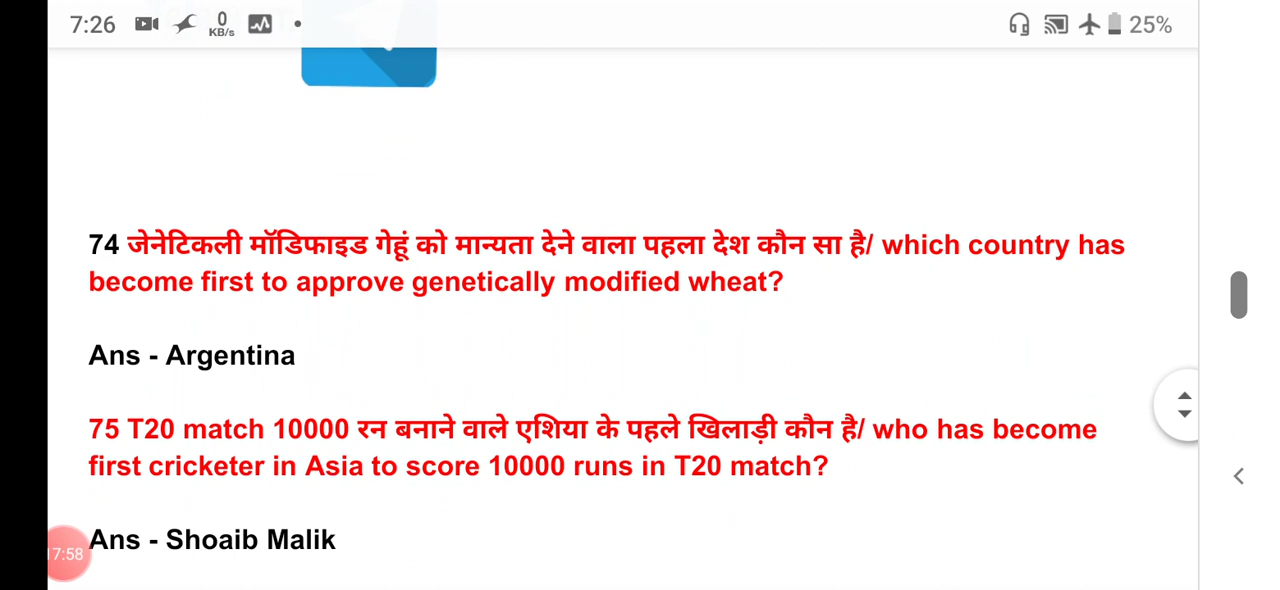 7:26 0 KB/s 25%
74 जेनेटिकली मॉडिफाइड गेहूं को मान्यता देने वाला पहला देश कौन सा है/ which country has
become first to approve genetically modified wheat?
Ans - Argentina
75 T20 match 10000 रन बनाने वाले एशिया के पहले खिलाड़ी कौन है/ who has become
first cricketer in Asia to score 10000 runs in T20 match?
Ans - Shoaib Malik
17:58